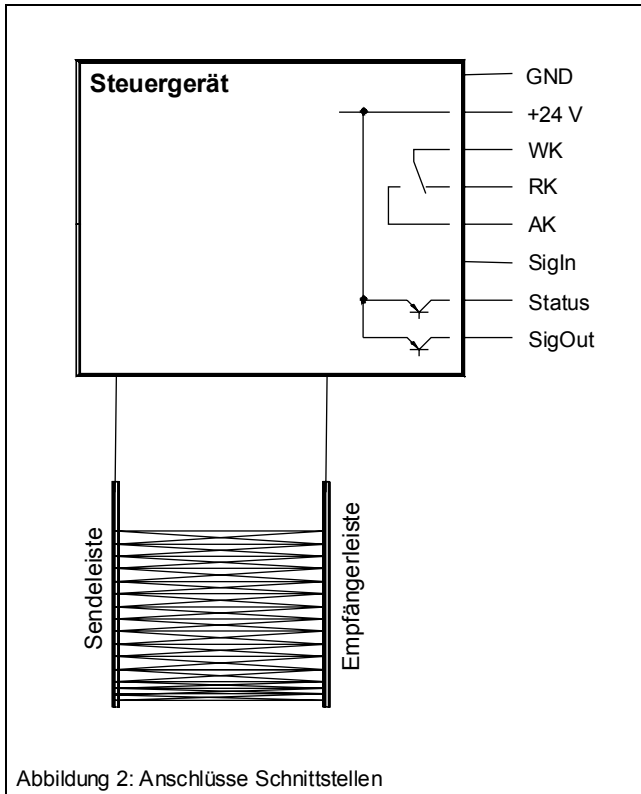 Steuergerät
GND
+24 V
WK
RK
AK
SigIn
Status
SigOut
Sendeleiste
Empfängerleiste
Abbildung 2: Anschlüsse Schnittstellen